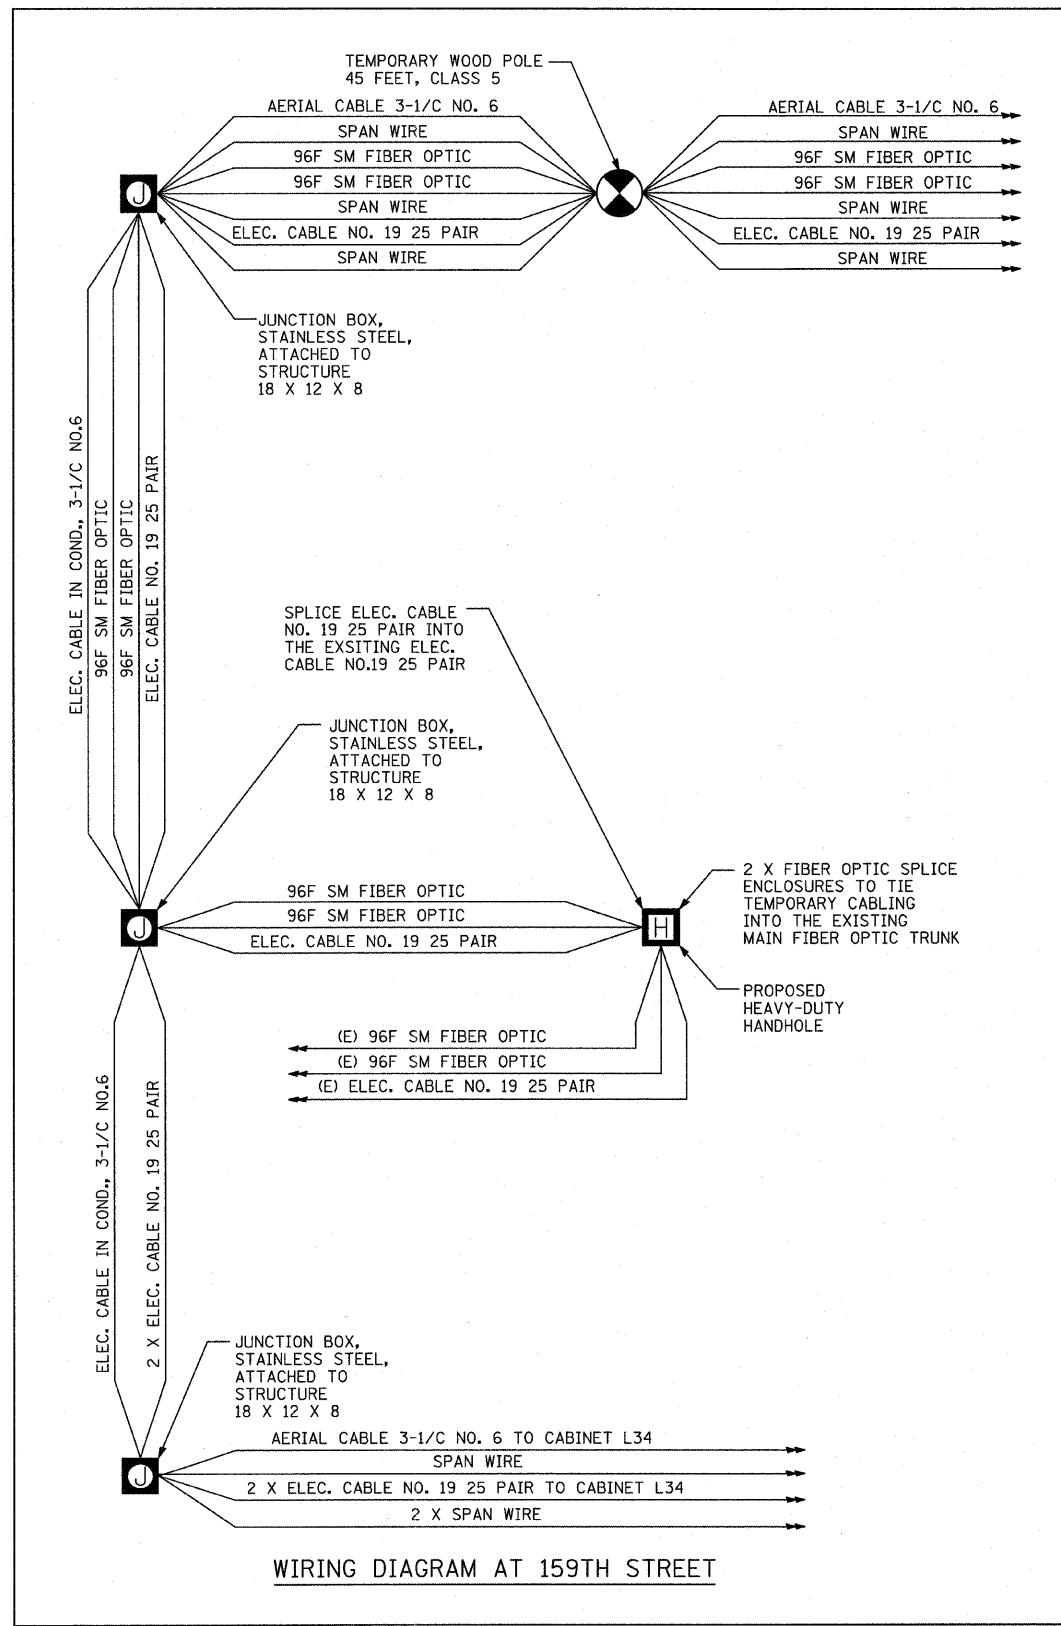 TEMPORARY WOOD POLE
45 FEET, CLASS 5
AERIAL CABLE 3-1/C NO. 6
SPAN WIRE
96F SM FIBER OPTIC
96F SM FIBER OPTIC
SPAN WIRE
ELEC. CABLE NO. 19 25 PAIR
SPAN WIRE
AERIAL CABLE 3-1/C NO. 6
SPAN WIRE
96F SM FIBER OPTIC
96F SM FIBER OPTIC
SPAN WIRE
ELEC. CABLE NO. 19 25 PAIR
SPAN WIRE
J
JUNCTION BOX,
STAINLESS STEEL,
ATTACHED TO
STRUCTURE
18 X 12 X 8
ELEC. CABLE IN COND., 3-1/C NO.6
96F SM FIBER OPTIC
96F SM FIBER OPTIC
ELEC. CABLE NO. 19 25 PAIR
SPLICE ELEC. CABLE
NO. 19 25 PAIR INTO
THE EXSITING ELEC.
CABLE NO.19 25 PAIR
JUNCTION BOX,
STAINLESS STEEL,
ATTACHED TO
STRUCTURE
18 X 12 X 8
J
96F SM FIBER OPTIC
96F SM FIBER OPTIC
ELEC. CABLE NO. 19 25 PAIR
H
2 X FIBER OPTIC SPLICE
ENCLOSURES TO TIE
TEMPORARY CABLING
INTO THE EXISTING
MAIN FIBER OPTIC TRUNK
PROPOSED
HEAVY-DUTY
HANDHOLE
(E) 96F SM FIBER OPTIC
(E) 96F SM FIBER OPTIC
(E) ELEC. CABLE NO. 19 25 PAIR
ELEC. CABLE IN COND., 3-1/C NO.6
2 X ELEC. CABLE NO. 19 25 PAIR
JUNCTION BOX,
STAINLESS STEEL,
ATTACHED TO
STRUCTURE
18 X 12 X 8
J
AERIAL CABLE 3-1/C NO. 6 TO CABINET L34
SPAN WIRE
2 X ELEC. CABLE NO. 19 25 PAIR TO CABINET L34
2 X SPAN WIRE
WIRING DIAGRAM AT 159TH STREET